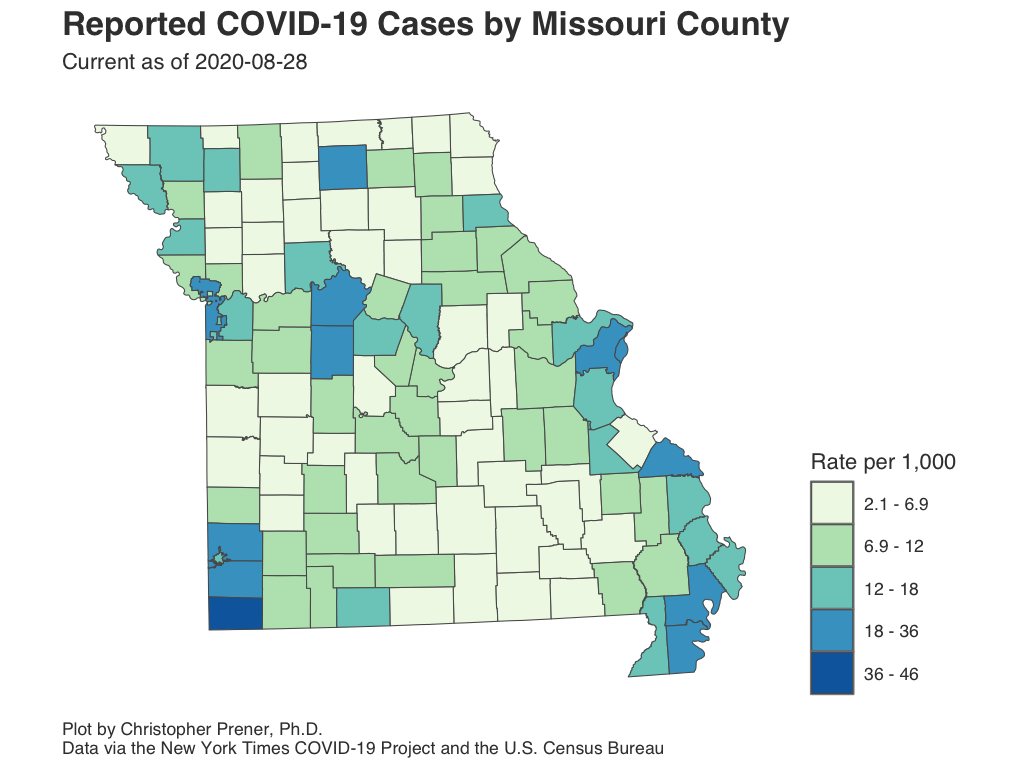 Reported COVID-19 Cases by Missouri County
Current as of 2020-08-28
Rate per 1,000
2.1 - 6.9
6.9 - 12
12 - 18
18 - 36
36 - 46
Plot by Christopher Prener, Ph.D.
Data via the New York Times COVID-19 Project and the U.S. Census Bureau